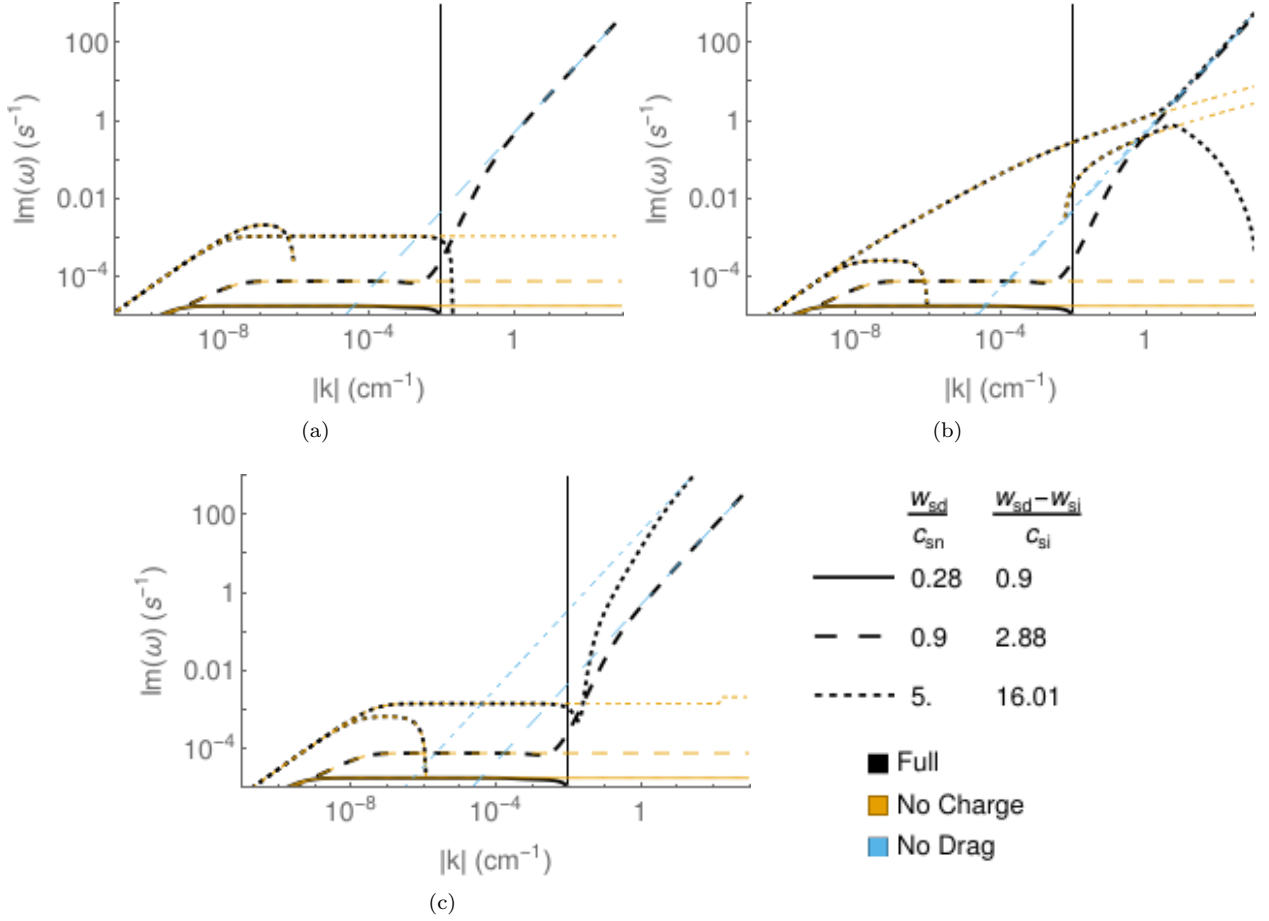 Im(ω) (s⁻¹)
100
1
0.01
10⁻⁴
10⁻⁸
10⁻⁴
1
|k| (cm⁻¹)
(a)
Im(ω) (s⁻¹)
100
1
0.01
10⁻⁴
10⁻⁸
10⁻⁴
1
|k| (cm⁻¹)
(b)
Im(ω) (s⁻¹)
100
1
0.01
10⁻⁴
10⁻⁸
10⁻⁴
1
|k| (cm⁻¹)
(c)
w_sd w_sd−w_si
c_sn c_si
0.28 0.9
0.9 2.88
5. 16.01
Full
No Charge
No Drag